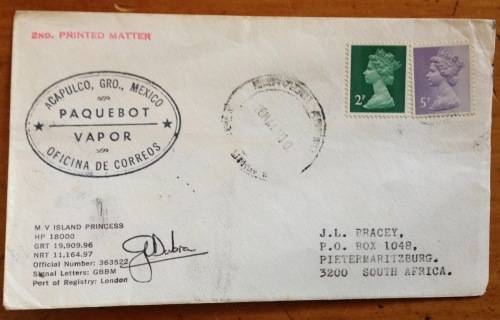 2ND. PRINTED MATTER
ACAPULCO, GRO., MEXICO
PAQUEBOT
VAPOR
OFICINA DE CORREOS
2P
5P
M V ISLAND PRINCESS
HP 18000
GRT 19,909.96
NRT 11,164.97
Official Number: 363522
Signal Letters: GBBM
Port of Registry: London
J.L. BRACEY,
P.O. BOX 1048,
PIETERMARITZBURG.
3200 SOUTH AFRICA.